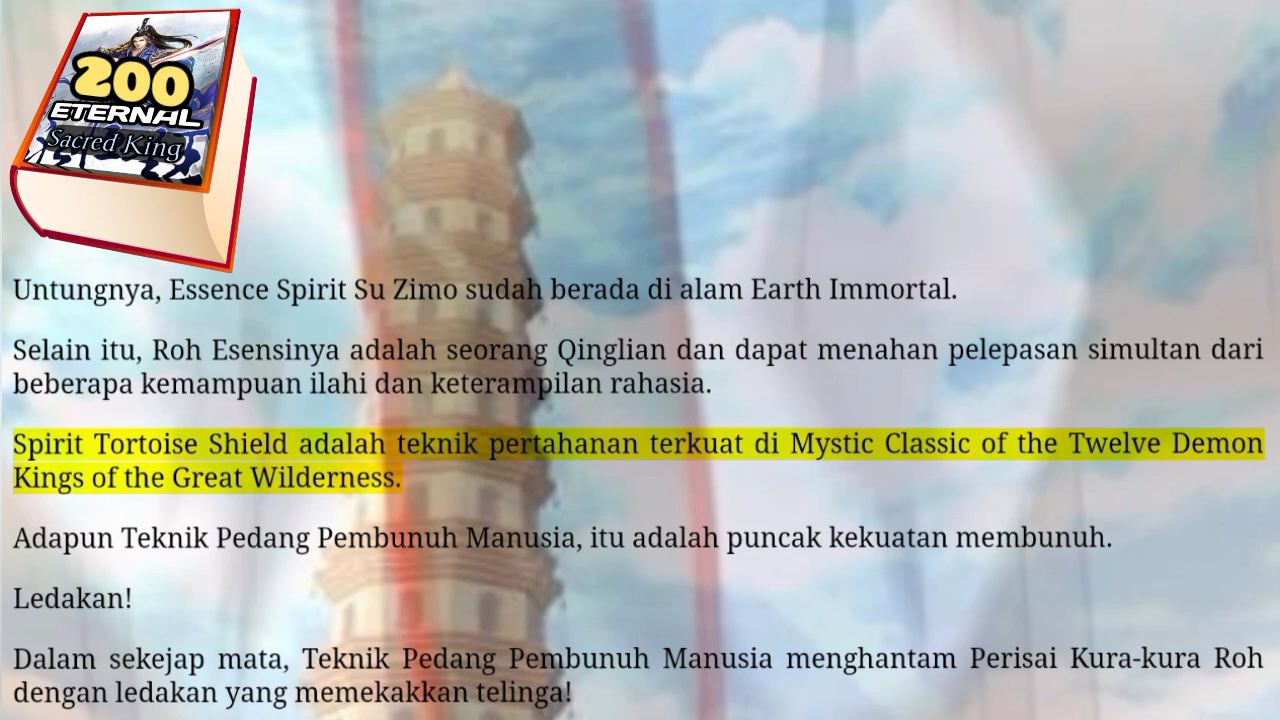 200
ETERNAL
Sacred King
Untungnya, Essence Spirit Su Zimo sudah berada di alam Earth Immortal.
Selain itu, Roh Esensinya adalah seorang Qinglian dan dapat menahan pelepasan simultan dari
beberapa kemampuan ilahi dan keterampilan rahasia.
Spirit Tortoise Shield adalah teknik pertahanan terkuat di Mystic Classic of the Twelve Demon
Kings of the Great Wilderness.
Adapun Teknik Pedang Pembunuh Manusia, itu adalah puncak kekuatan membunuh.
Ledakan!
Dalam sekejap mata, Teknik Pedang Pembunuh Manusia menghantam Perisai Kura-kura Roh
dengan ledakan yang memekakkan telinga!